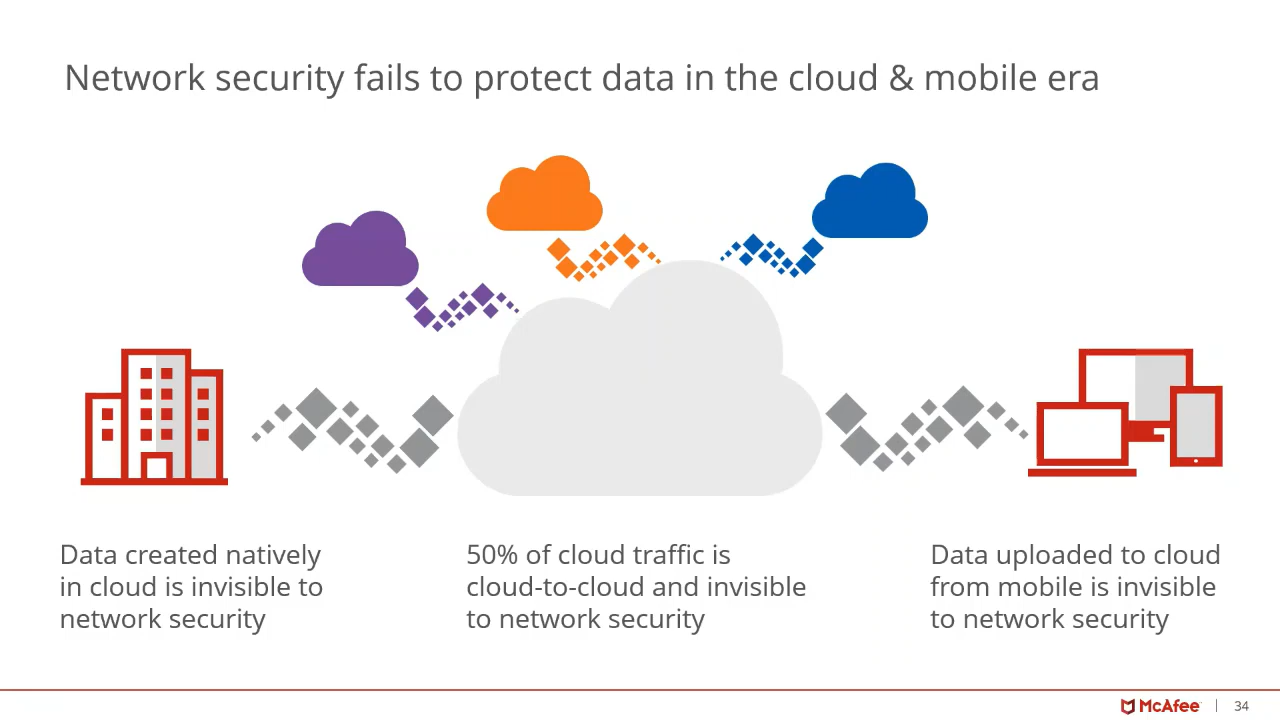 Network security fails to protect data in the cloud & mobile era
Data created natively
in cloud is invisible to
network security
50% of cloud traffic is
cloud-to-cloud and invisible
to network security
Data uploaded to cloud
from mobile is invisible
to network security
McAfee | 34